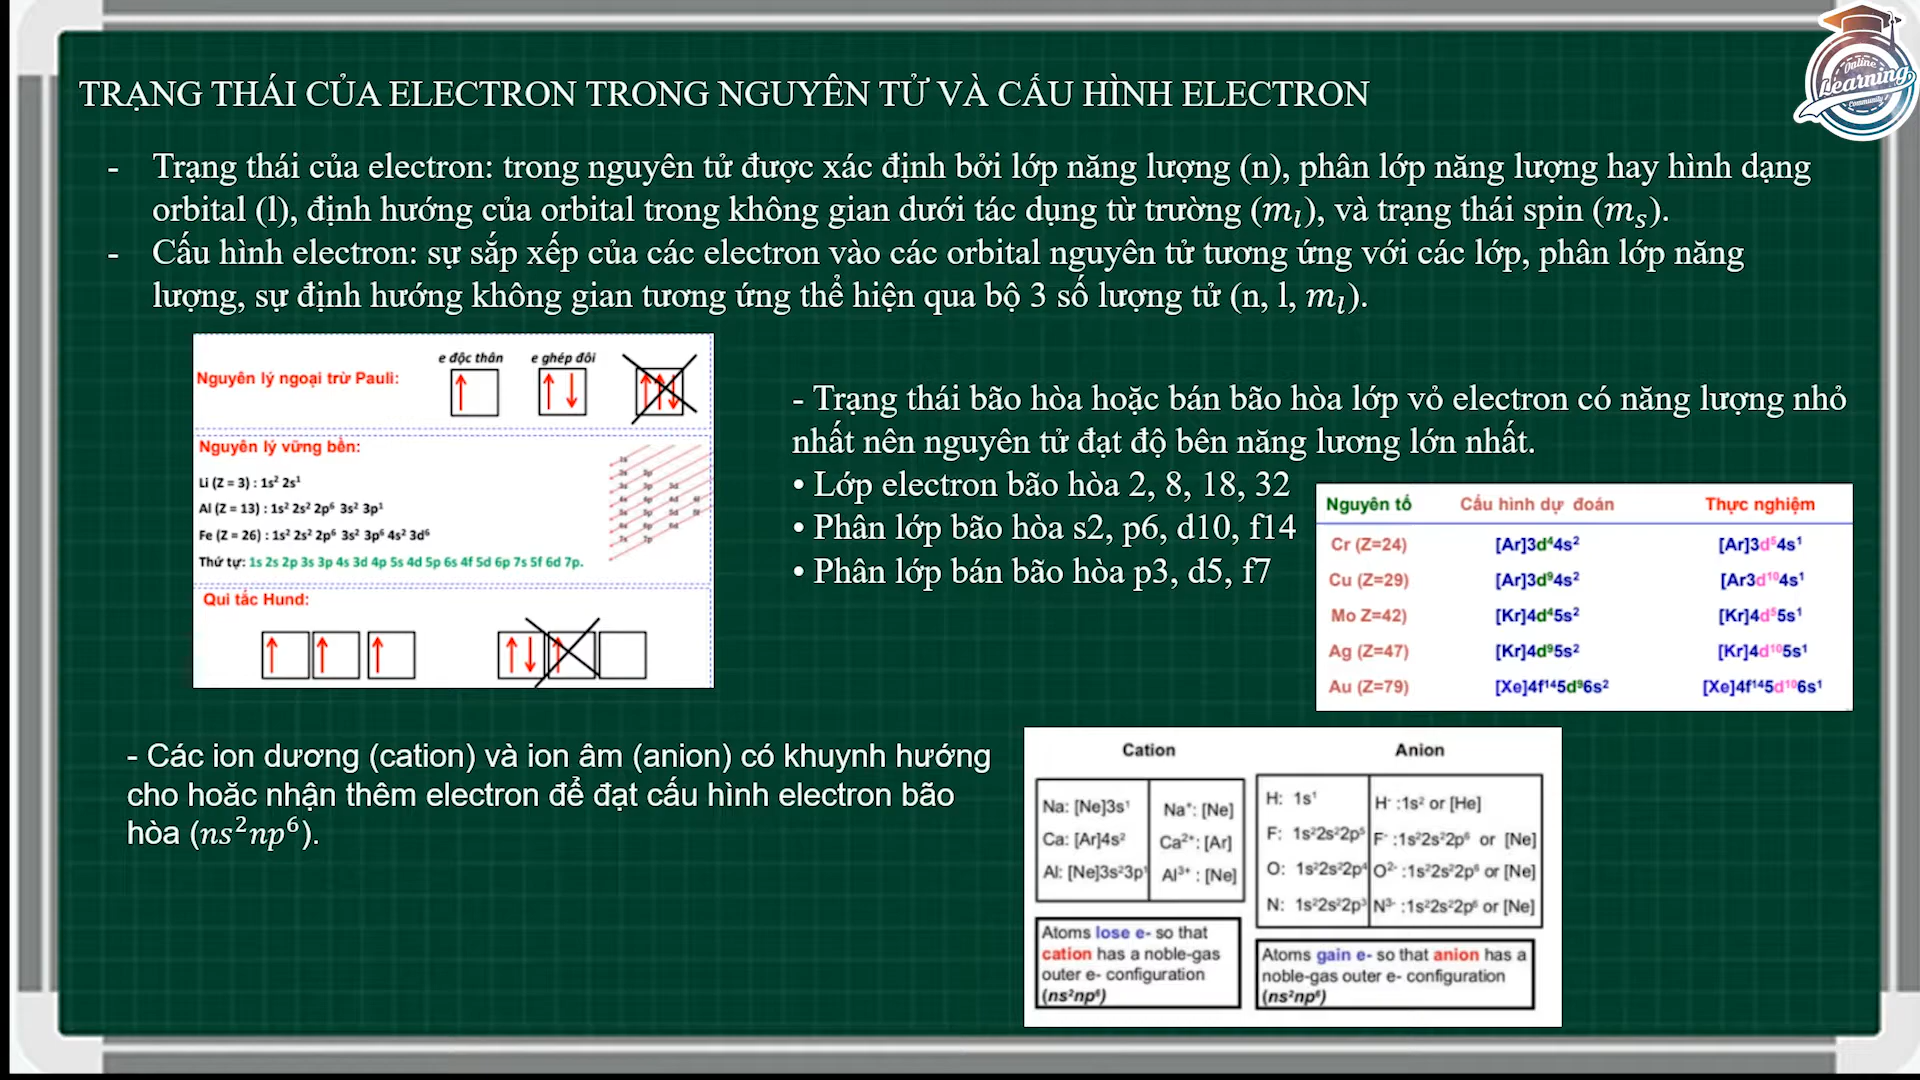 Online
Learning
Community
TRẠNG THÁI CỦA ELECTRON TRONG NGUYÊN TỬ VÀ CẤU HÌNH ELECTRON
- Trạng thái của electron: trong nguyên tử được xác định bởi lớp năng lượng (n), phân lớp năng lượng hay hình dạng
orbital (l), định hướng của orbital trong không gian dưới tác dụng từ trường (mₗ), và trạng thái spin (mₛ).
- Cấu hình electron: sự sắp xếp của các electron vào các orbital nguyên tử tương ứng với các lớp, phân lớp năng
lượng, sự định hướng không gian tương ứng thể hiện qua bộ 3 số lượng tử (n, l, mₗ).
e độc thân e ghép đôi
Nguyên lý ngoại trừ Pauli:
Nguyên lý vững bền:
Li (Z = 3) : 1s² 2s¹
Al (Z = 13) : 1s² 2s² 2p⁶ 3s² 3p¹
Fe (Z = 26) : 1s² 2s² 2p⁶ 3s² 3p⁶ 4s² 3d⁶
Thứ tự: 1s 2s 2p 3s 3p 4s 3d 4p 5s 4d 5p 6s 4f 5d 6p 7s 5f 6d 7p.
Qui tắc Hund:
- Trạng thái bão hòa hoặc bán bão hòa lớp vỏ electron có năng lượng nhỏ
nhất nên nguyên tử đạt độ bên năng lương lớn nhất.
• Lớp electron bão hòa 2, 8, 18, 32
• Phân lớp bão hòa s2, p6, d10, f14
• Phân lớp bán bão hòa p3, d5, f7
Nguyên tố Cấu hình dự đoán Thực nghiệm
Cr (Z=24) [Ar]3d⁴4s² [Ar]3d⁵4s¹
Cu (Z=29) [Ar]3d⁹4s² [Ar3d¹⁰4s¹
Mo Z=42) [Kr]4d⁴5s² [Kr]4d⁵5s¹
Ag (Z=47) [Kr]4d⁹5s² [Kr]4d¹⁰5s¹
Au (Z=79) [Xe]4f¹⁴5d⁹6s² [Xe]4f¹⁴5d¹⁰6s¹
- Các ion dương (cation) và ion âm (anion) có khuynh hướng
cho hoăc nhận thêm electron để đạt cấu hình electron bão
hòa (ns²np⁶).
Cation
Na: [Ne]3s¹ Na⁺: [Ne]
Ca: [Ar]4s² Ca²⁺: [Ar]
Al: [Ne]3s²3p¹ Al³⁺ : [Ne]
Atoms lose e- so that
cation has a noble-gas
outer e- configuration
(ns²np⁶)
Anion
H: 1s¹ H⁻ :1s² or [He]
F: 1s²2s²2p⁵ F⁻ :1s²2s²2p⁶ or [Ne]
O: 1s²2s²2p⁴ O²⁻ :1s²2s²2p⁶ or [Ne]
N: 1s²2s²2p³ N³⁻ :1s²2s²2p⁶ or [Ne]
Atoms gain e- so that anion has a
noble-gas outer e- configuration
(ns²np⁶)